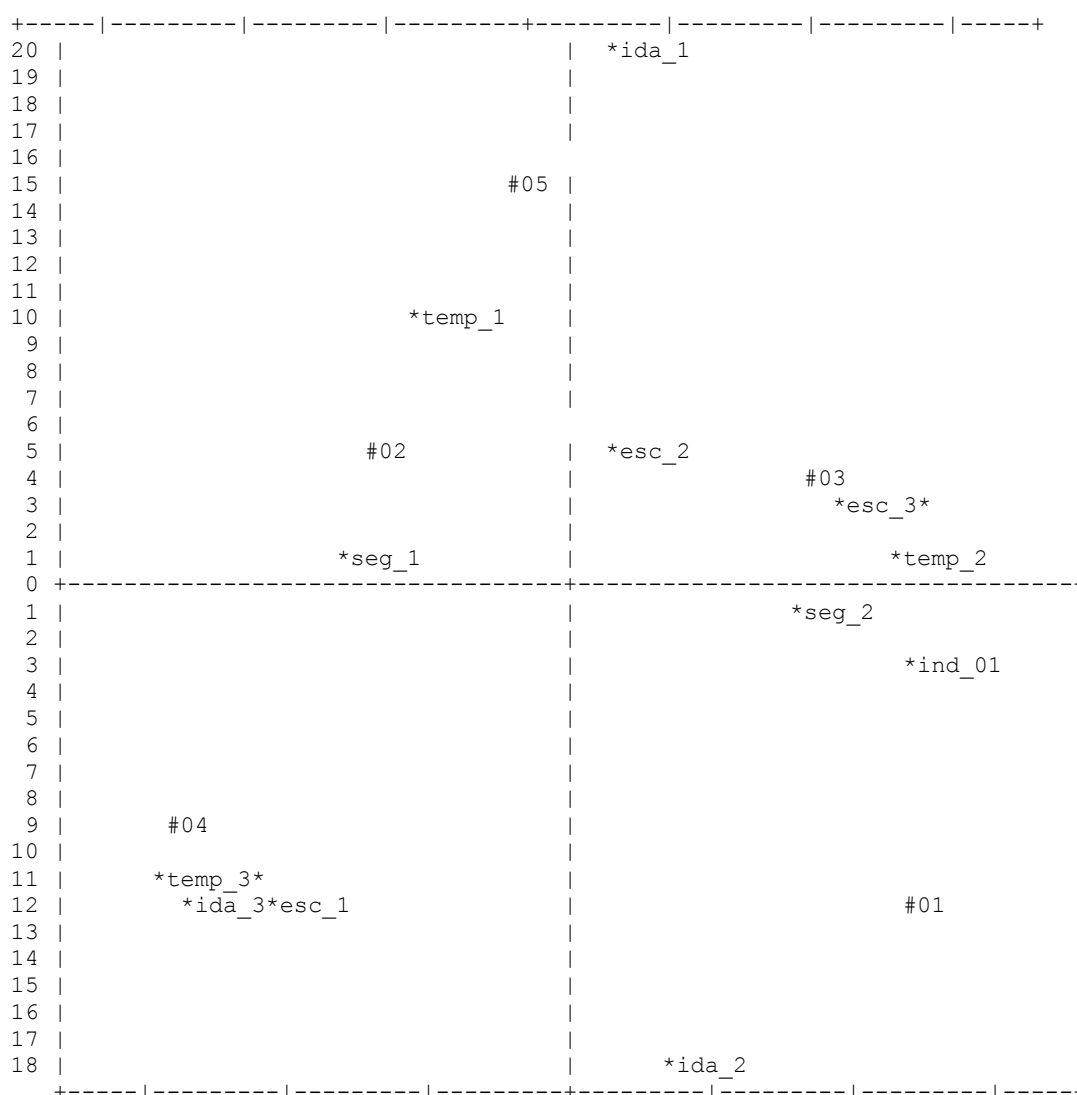 +-----|---------|---------|---------+---------|---------|---------|-----+
20 |                                   |  *ida_1
19 |                                   |
18 |                                   |
17 |                                   |
16 |                                   |
15 |                               #05 |
14 |                                   |
13 |                                   |
12 |                                   |
11 |                                   |
10 |                        *temp_1    |
9 |                                   |
8 |                                   |
7 |                                   |
6 |                                   |
5 |                     #02           |  *esc_2
4 |                                   |                #03
3 |                                   |                  *esc_3*
2 |                                   |
1 |                   *seg_1          |                      *temp_2
0 +-----------------------------------+-----------------------------------
1 |                                   |               *seg_2
2 |                                   |
3 |                                   |                       *ind_01
4 |                                   |
5 |                                   |
6 |                                   |
7 |                                   |
8 |                                   |
9 |       #04                         |
10 |                                   |
11 |      *temp_3*                     |
12 |        *ida_3*esc_1               |                       #01
13 |                                   |
14 |                                   |
15 |                                   |
16 |                                   |
17 |                                   |
18 |                                   |      *ida_2
+-----|---------|---------|---------+---------|---------|---------|------